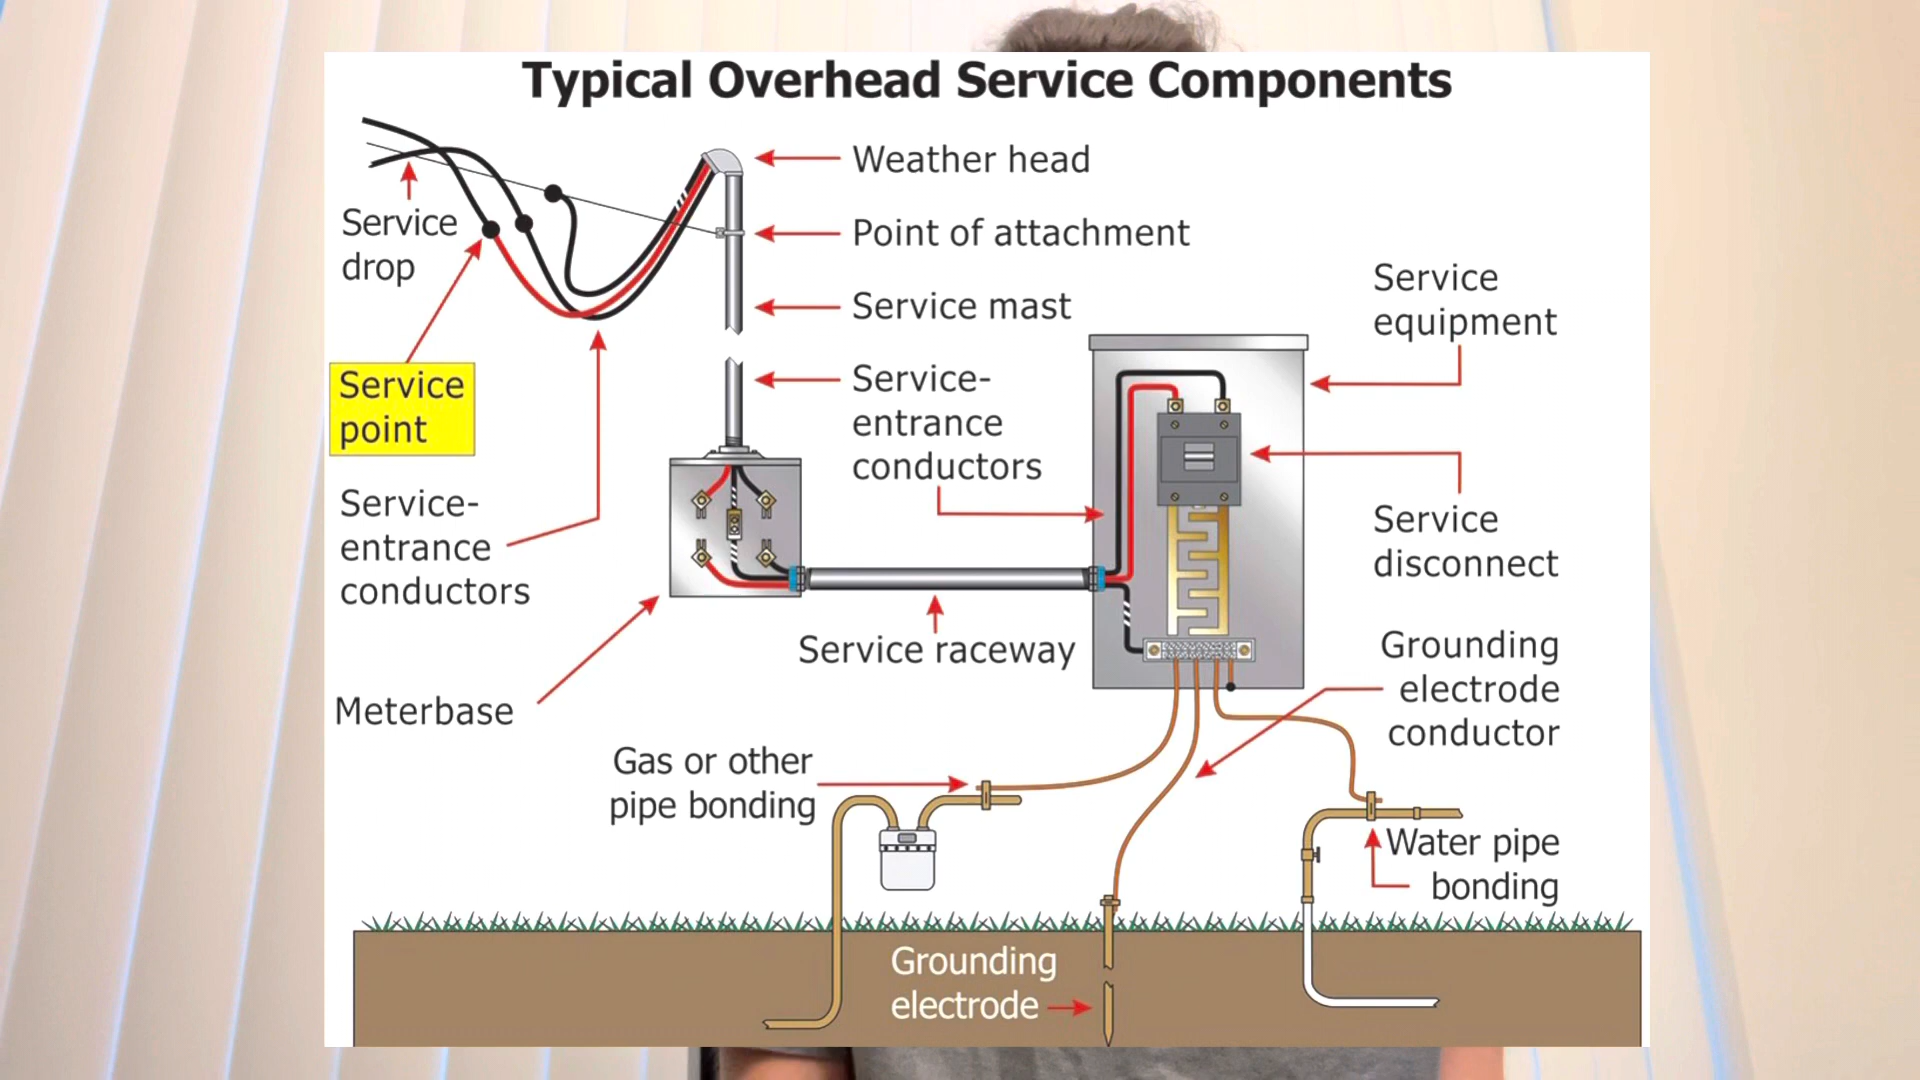 Typical Overhead Service Components
Weather head
Service
drop
Point of attachment
Service
equipment
Service mast
Service
point
Service-
entrance
conductors
Service-
entrance
conductors
Service
disconnect
Service raceway
Grounding
electrode
conductor
Meterbase
Gas or other
pipe bonding
Water pipe
bonding
Grounding
electrode